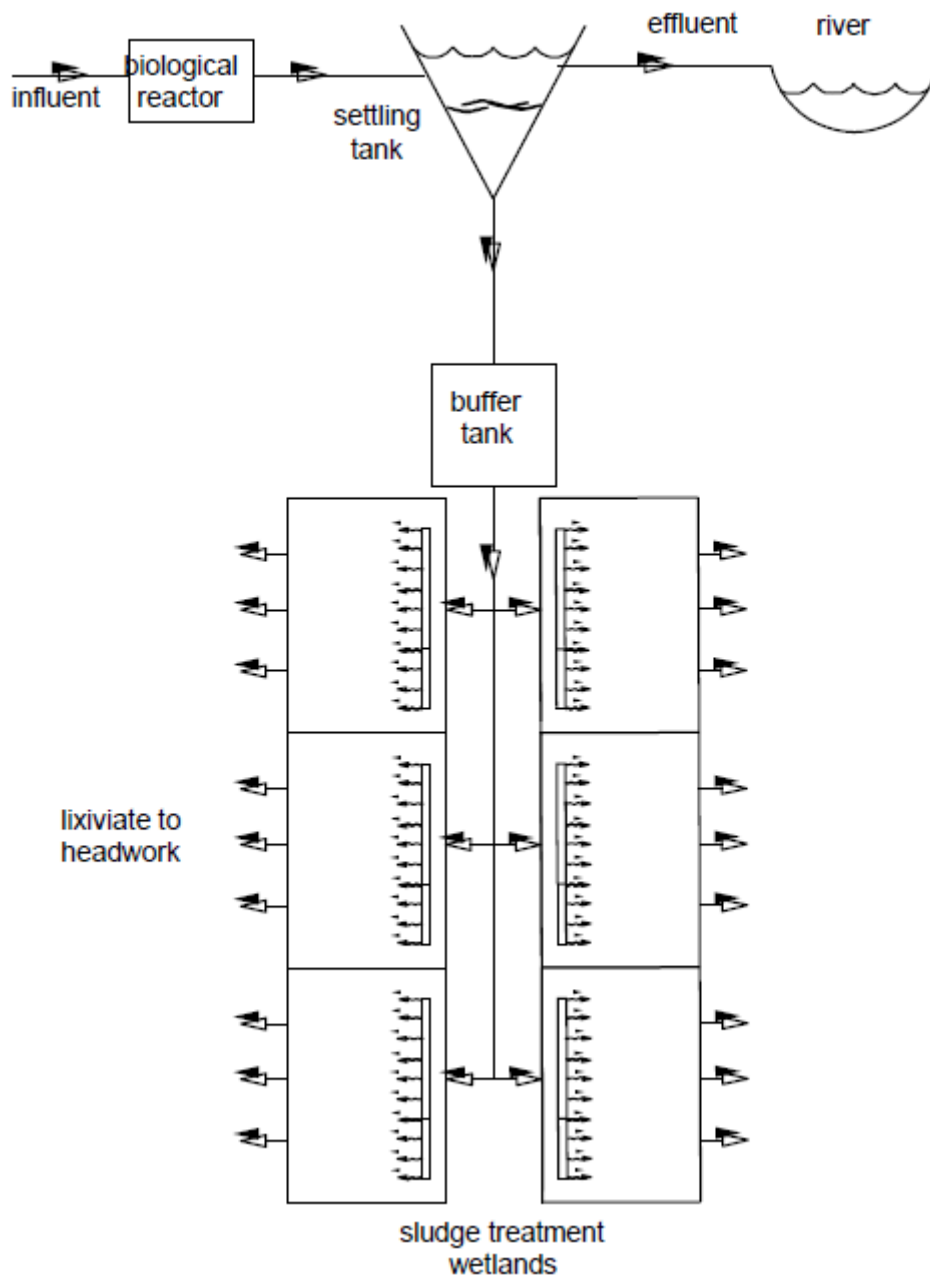 effluent
river
influent
biological
reactor
settling
tank
buffer
tank
lixiviate to
headwork
sludge treatment
wetlands